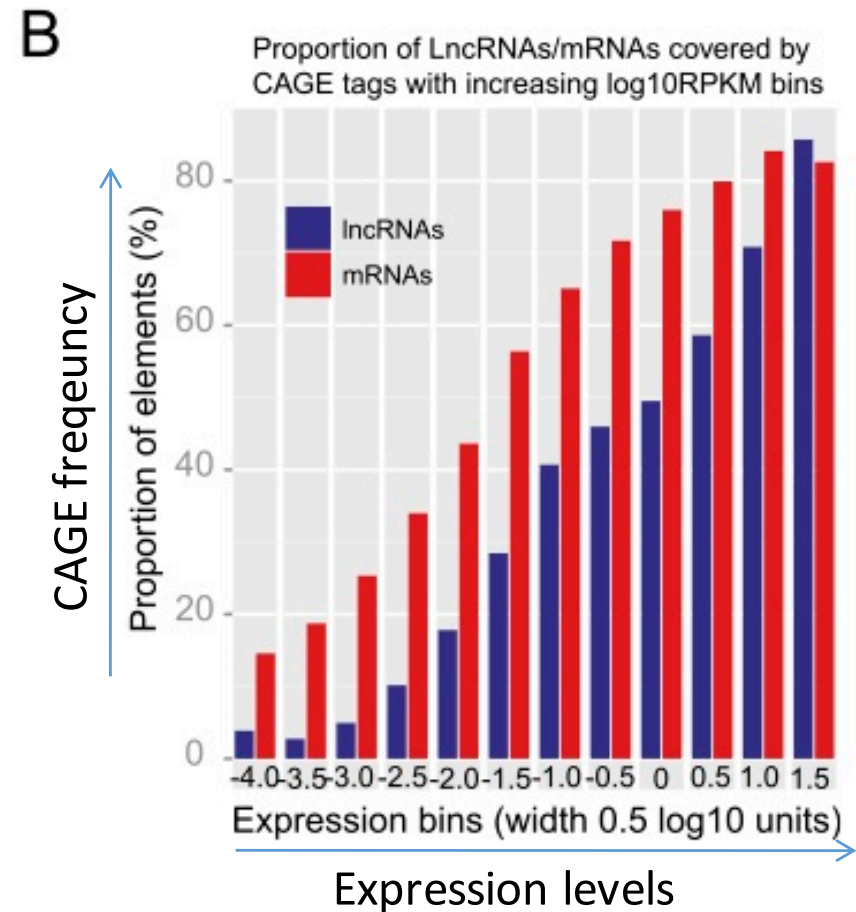 B
Proportion of LncRNAs/mRNAs covered by
CAGE tags with increasing log10RPKM bins
CAGE freqeuncy
Proportion of elements (%)
80
60
40
20
0
lncRNAs
mRNAs
-4.0 -3.5 -3.0 -2.5 -2.0 -1.5 -1.0 -0.5 0 0.5 1.0 1.5
Expression bins (width 0.5 log10 units)
Expression levels